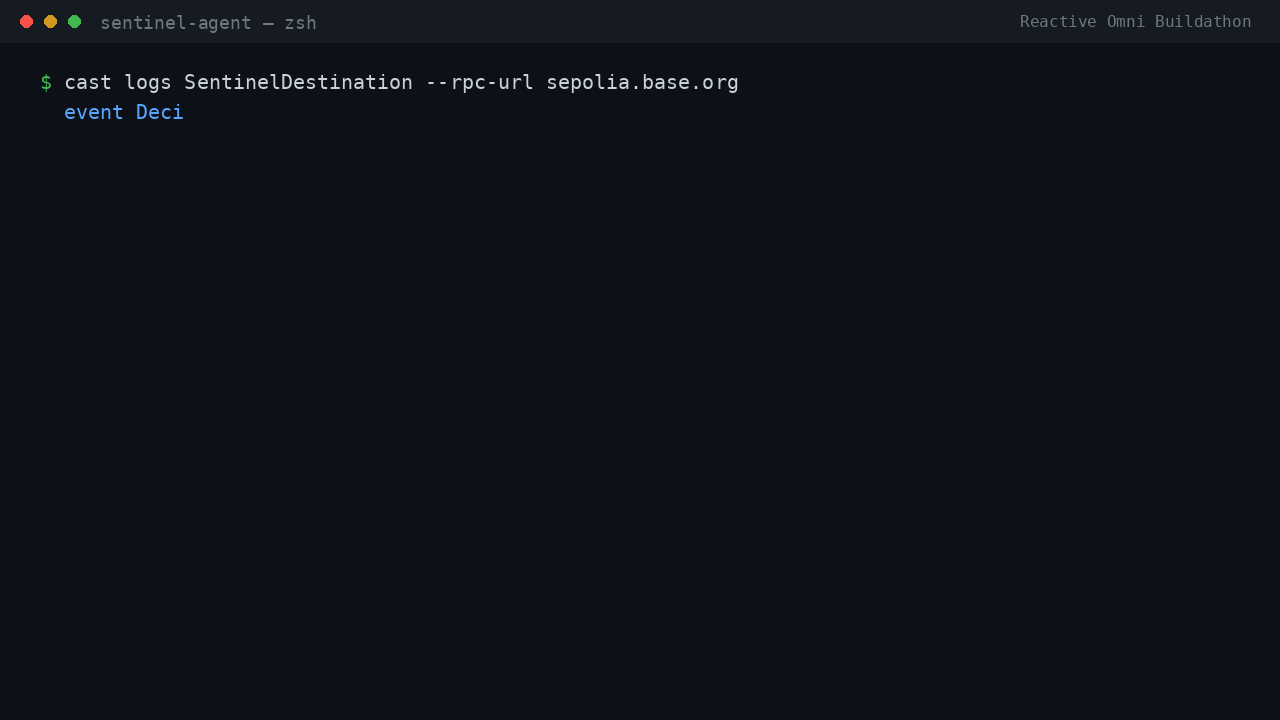 sentinel-agent — zsh
Reactive Omni Buildathon
$ cast logs SentinelDestination --rpc-url sepolia.base.org
event Deci